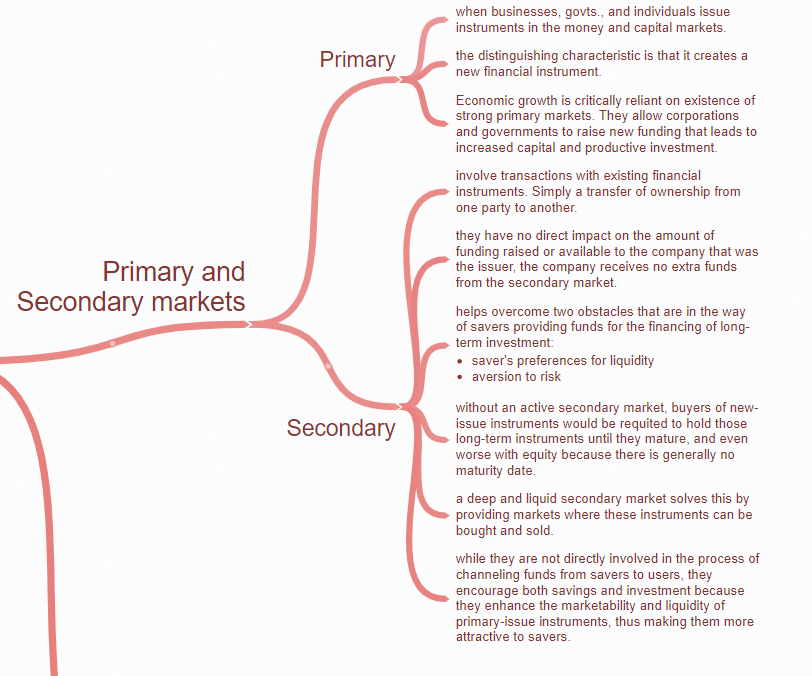 Primary and
Secondary markets
Primary
when businesses, govts., and individuals issue
instruments in the money and capital markets.
the distinguishing characteristic is that it creates a
new financial instrument.
Economic growth is critically reliant on existence of
strong primary markets. They allow corporations
and governments to raise new funding that leads to
increased capital and productive investment.
Secondary
involve transactions with existing financial
instruments. Simply a transfer of ownership from
one party to another.
they have no direct impact on the amount of
funding raised or available to the company that was
the issuer, the company receives no extra funds
from the secondary market.
helps overcome two obstacles that are in the way
of savers providing funds for the financing of long-
term investment:
• saver's preferences for liquidity
• aversion to risk
without an active secondary market, buyers of new-
issue instruments would be requited to hold those
long-term instruments until they mature, and even
worse with equity because there is generally no
maturity date.
a deep and liquid secondary market solves this by
providing markets where these instruments can be
bought and sold.
while they are not directly involved in the process of
channeling funds from savers to users, they
encourage both savings and investment because
they enhance the marketability and liquidity of
primary-issue instruments, thus making them more
attractive to savers.